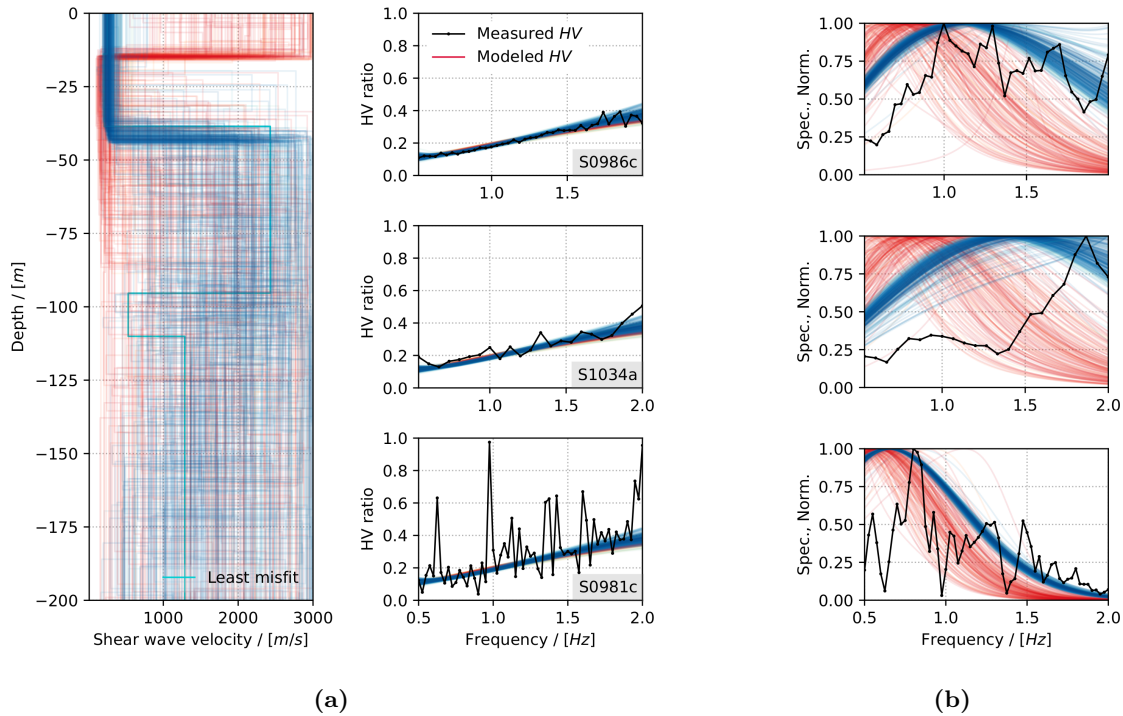 0
−25
−50
−75
−100
−125
−150
−175
−200
Depth / [m]
1000 2000 3000
Shear wave velocity / [m/s]
Least misfit
1.0
0.8
0.6
0.4
0.2
0.0
HV ratio
Measured HV
Modeled HV
S0986c
1.0 1.5
1.0
0.8
0.6
0.4
0.2
0.0
HV ratio
S1034a
1.0 1.5 2.0
1.0
0.8
0.6
0.4
0.2
0.0
HV ratio
S0981c
0.5 1.0 1.5 2.0
Frequency / [Hz]
(a)
1.00
0.75
0.50
0.25
Spec., Norm.
1.0 1.5
1.00
0.75
0.50
0.25
0.00
Spec., Norm.
1.0 1.5 2.0
1.00
0.75
0.50
0.25
0.00
Spec., Norm.
0.5 1.0 1.5 2.0
Frequency / [Hz]
(b)